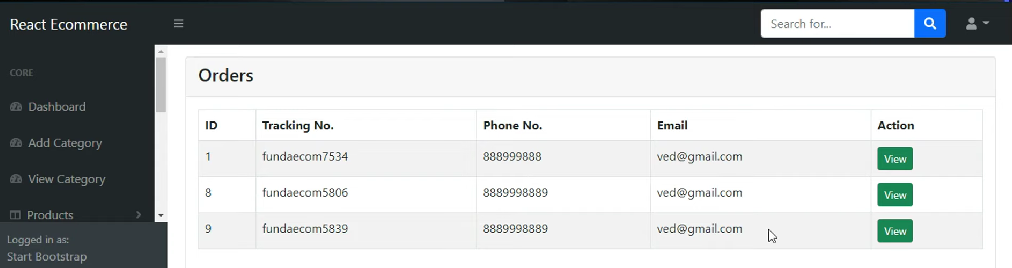 React Ecommerce
Search for...
CORE
Dashboard
Add Category
View Category
Products
Logged in as:
Start Bootstrap
Orders
ID Tracking No. Phone No. Email Action
1 fundaecom7534 888999888 ved@gmail.com View
8 fundaecom5806 8889998889 ved@gmail.com View
9 fundaecom5839 8889998889 ved@gmail.com View